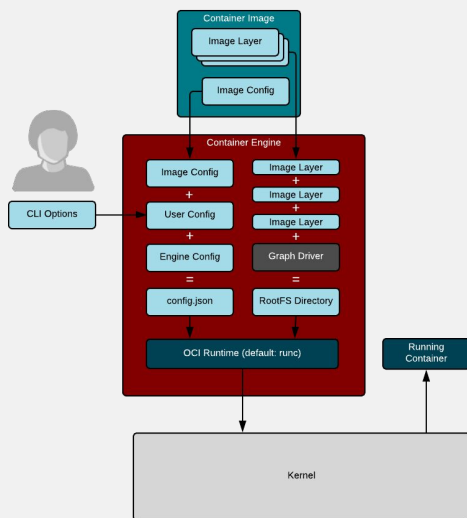 Container Image
Image Layer
Image Config
Container Engine
Image Config
+
User Config
+
Engine Config
=
config.json
Image Layer
+
Image Layer
+
Image Layer
+
Graph Driver
=
RootFS Directory
CLI Options
OCI Runtime (default: runc)
Running
Container
Kernel